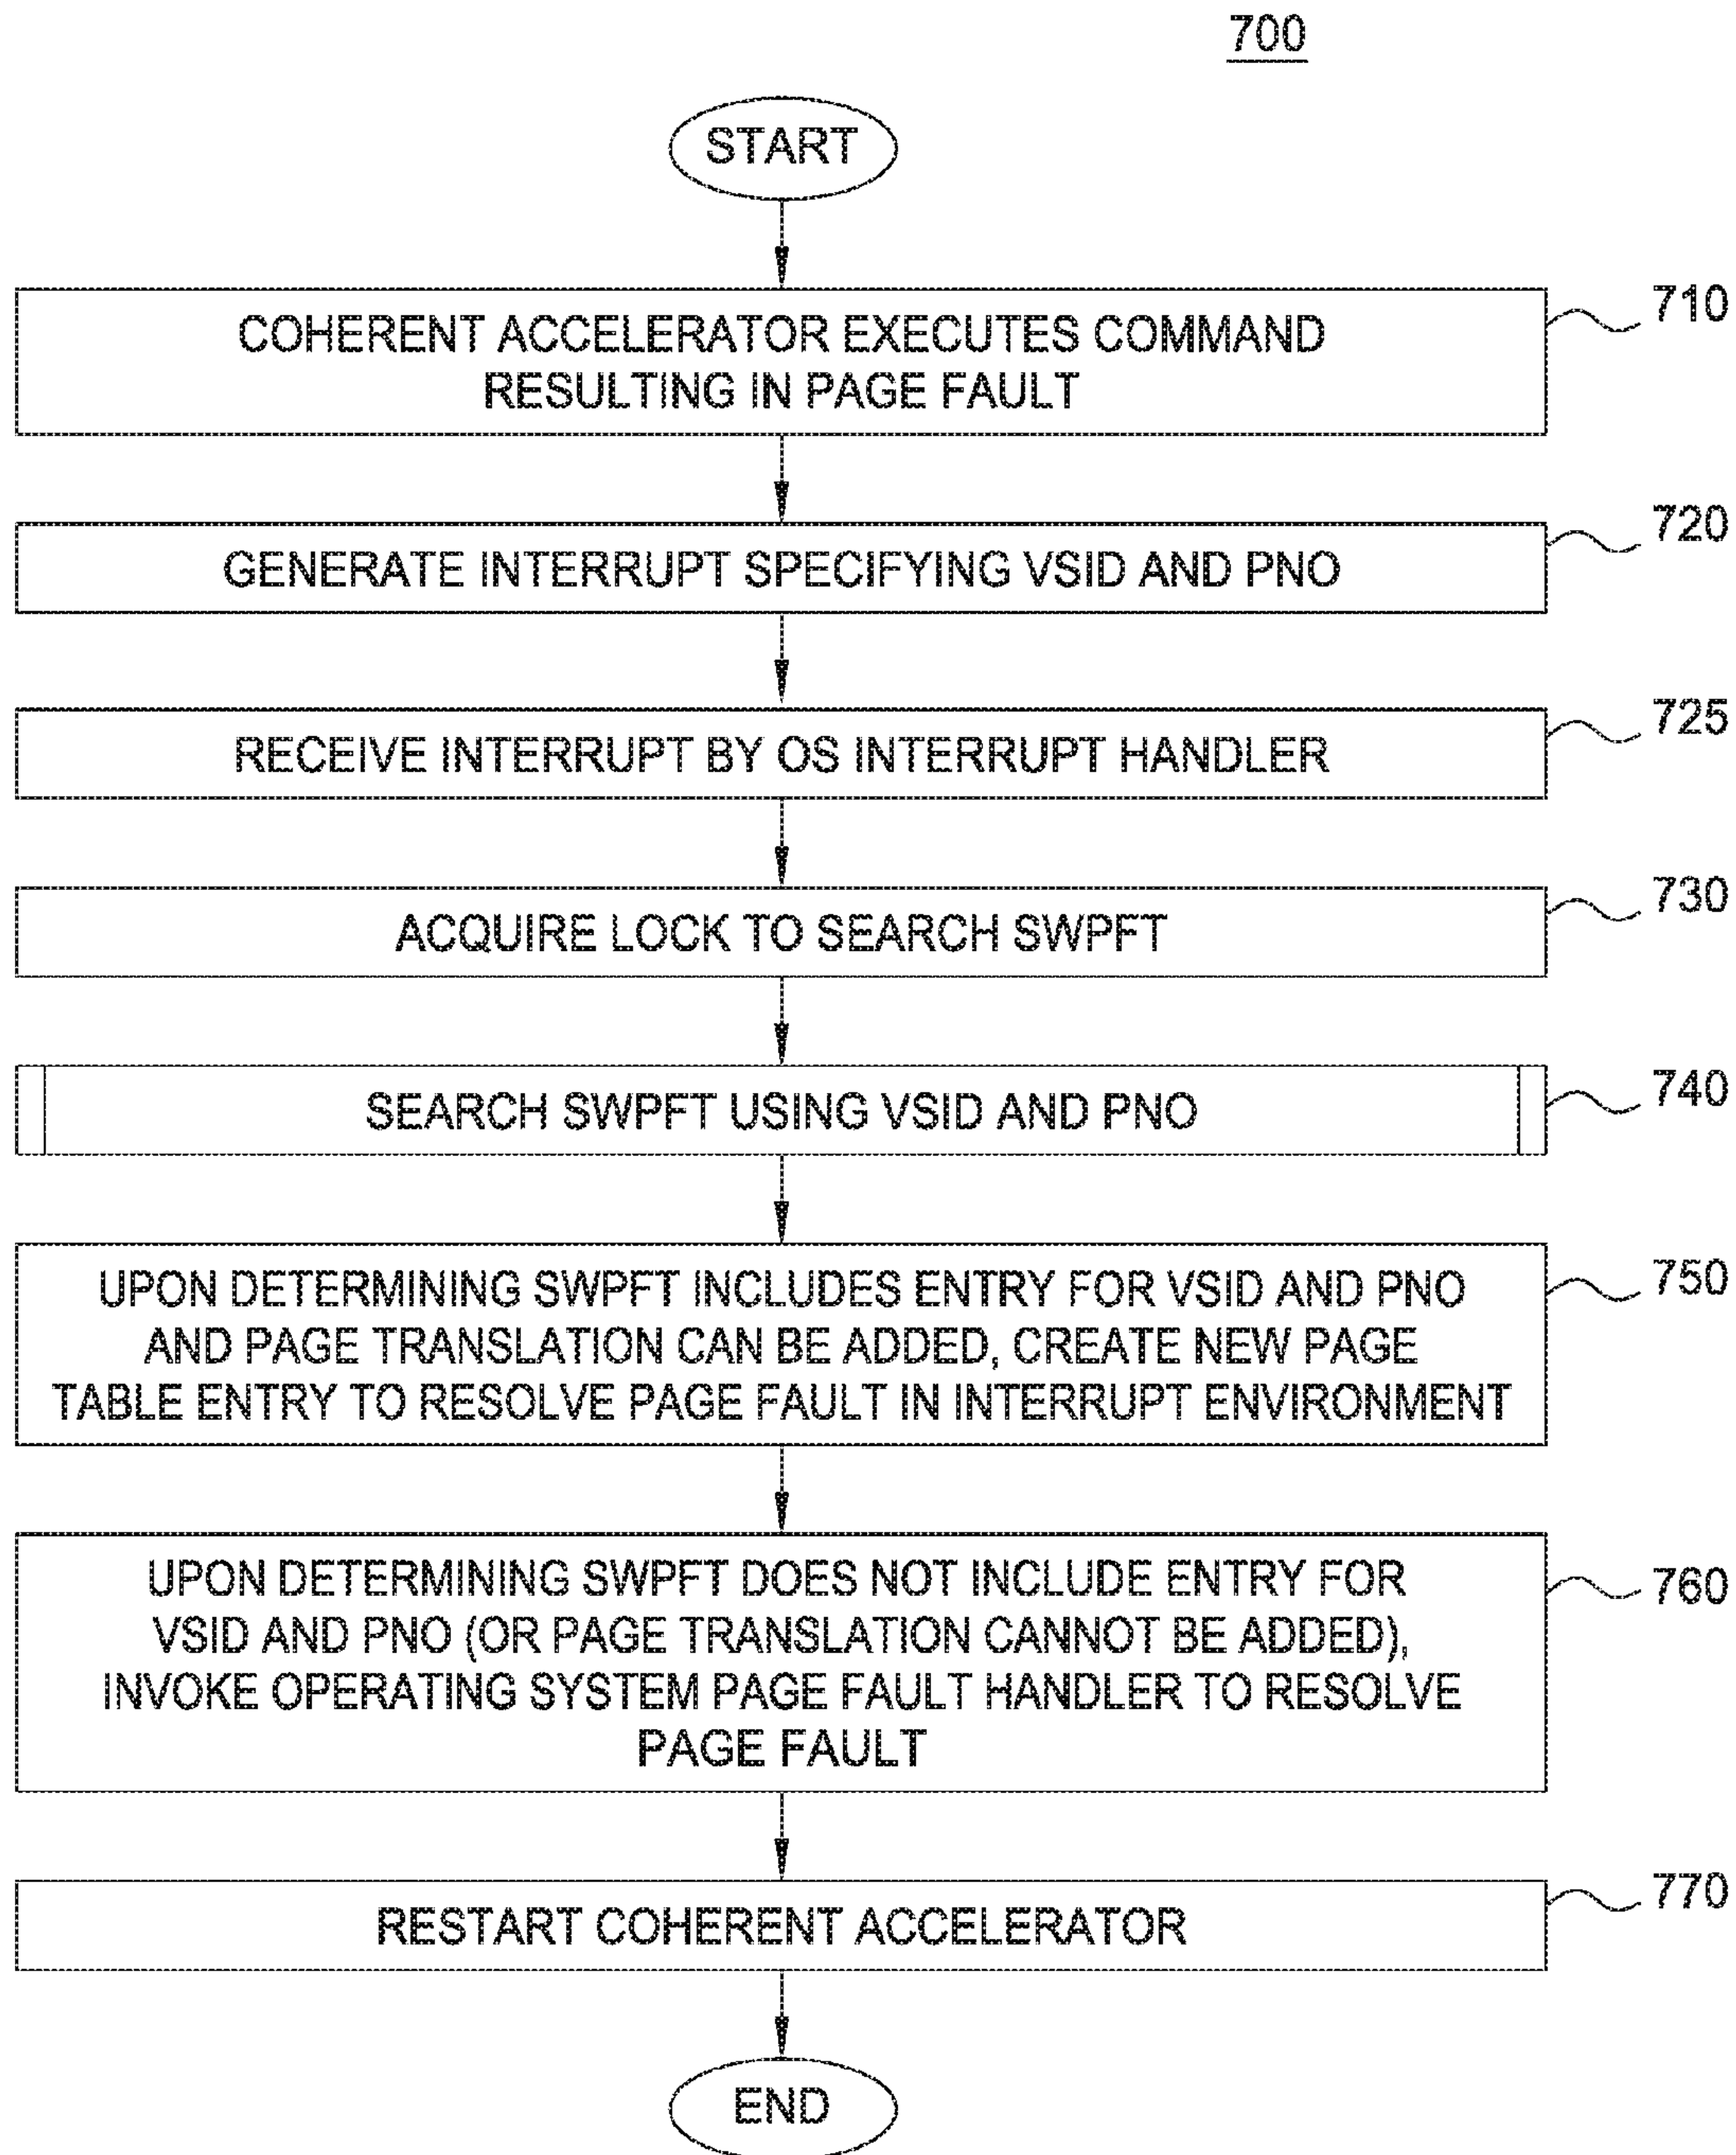 700
START
COHERENT ACCELERATOR EXECUTES COMMAND
RESULTING IN PAGE FAULT
710
GENERATE INTERRUPT SPECIFYING VSID AND PNO
720
RECEIVE INTERRUPT BY OS INTERRUPT HANDLER
725
ACQUIRE LOCK TO SEARCH SWPFT
730
SEARCH SWPFT USING VSID AND PNO
740
UPON DETERMINING SWPFT INCLUDES ENTRY FOR VSID AND PNO
AND PAGE TRANSLATION CAN BE ADDED, CREATE NEW PAGE
TABLE ENTRY TO RESOLVE PAGE FAULT IN INTERRUPT ENVIRONMENT
750
UPON DETERMINING SWPFT DOES NOT INCLUDE ENTRY FOR
VSID AND PNO (OR PAGE TRANSLATION CANNOT BE ADDED),
INVOKE OPERATING SYSTEM PAGE FAULT HANDLER TO RESOLVE
PAGE FAULT
760
RESTART COHERENT ACCELERATOR
770
END